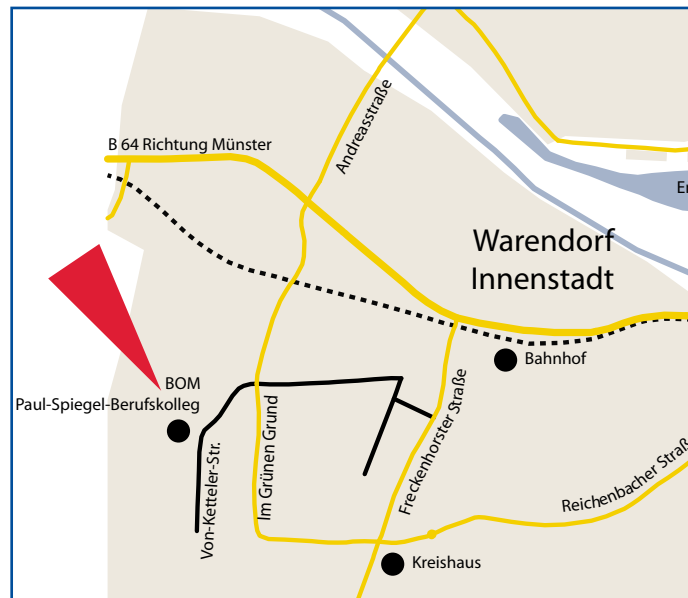 B 64 Richtung Münster
Andreasstraße
Warendorf
Innenstadt
Bahnhof
BOM
Paul-Spiegel-Berufskolleg
Von-Ketteler-Str.
Im Grünen Grund
Freckenhorster Straße
Reichenbacher Straß
Kreishaus